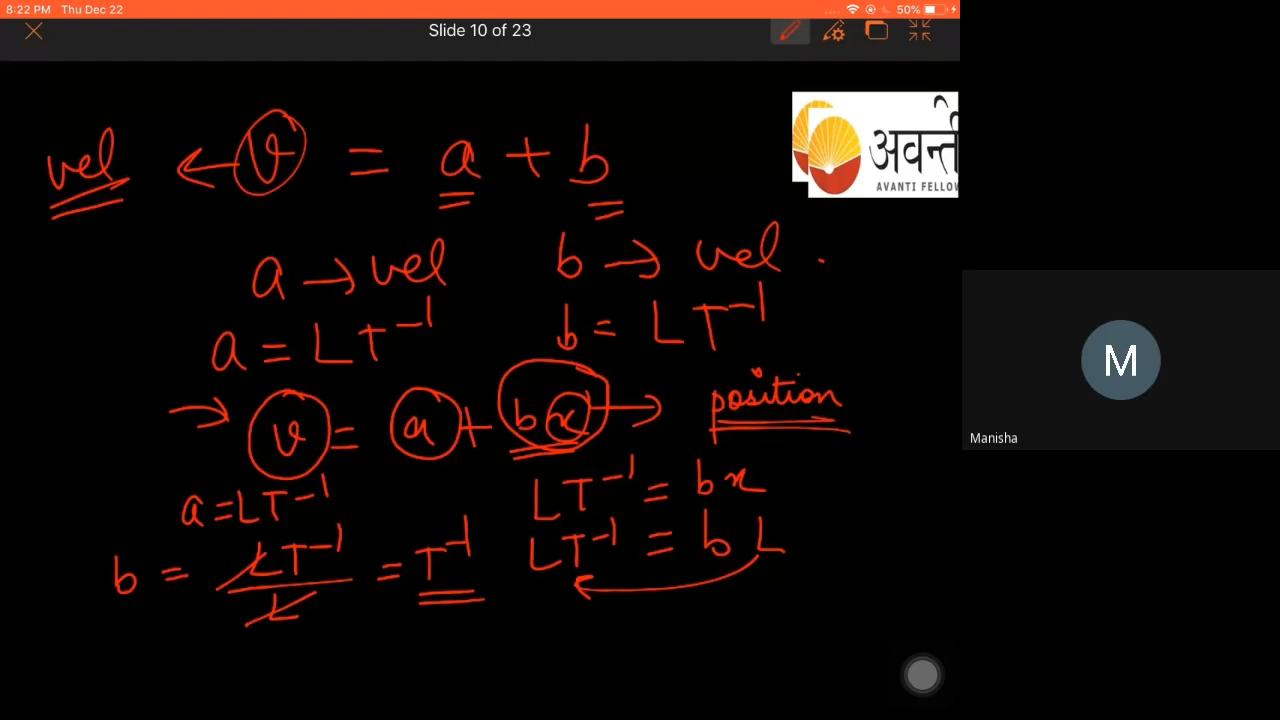 8:22 PM Thu Dec 22 50%
Slide 10 of 23
vel ← v = a + b
अवन्त
AVANTI FELLOW
a → vel b → vel .
a = LT⁻¹ b = LT⁻¹
→ v = a + bx → position
a = LT⁻¹ LT⁻¹ = bx
b = LT⁻¹/L = T⁻¹ LT⁻¹ = b L
M
Manisha